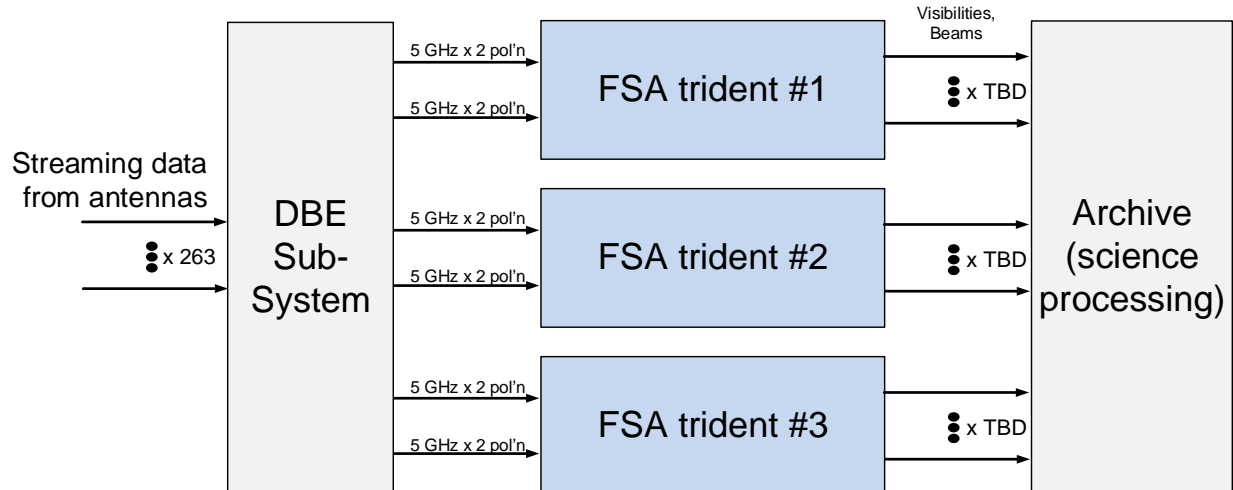 Streaming data
from antennas
x 263
DBE
Sub-
System
5 GHz x 2 pol’n
5 GHz x 2 pol’n
5 GHz x 2 pol’n
5 GHz x 2 pol’n
5 GHz x 2 pol’n
5 GHz x 2 pol’n
FSA trident #1
FSA trident #2
FSA trident #3
Visibilities,
Beams
x TBD
x TBD
x TBD
Archive
(science
processing)